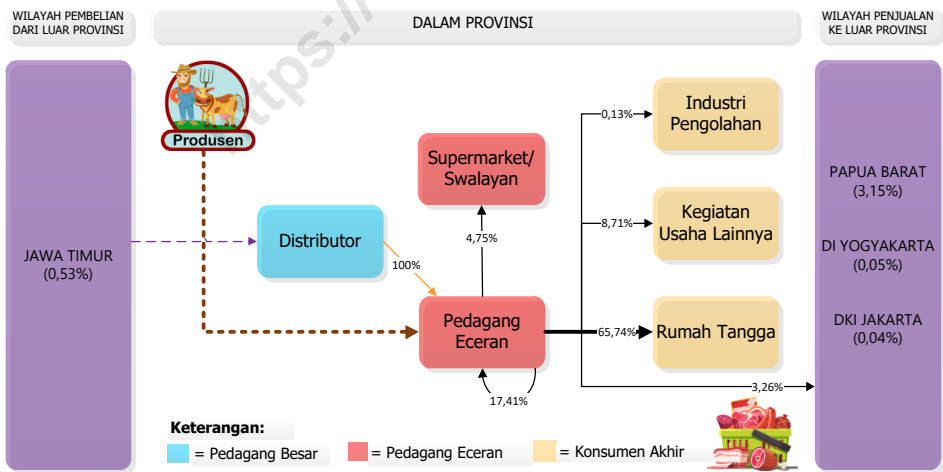 WILAYAH PEMBELIAN
DARI LUAR PROVINSI
DALAM PROVINSI
WILAYAH PENJUALAN
KE LUAR PROVINSI
https://
Produsen
Industri
Pengolahan
0,13%
Supermarket/
Swalayan
PAPUA BARAT
(3,15%)
Kegiatan
Usaha Lainnya
8,71%
4,75%
Distributor
JAWA TIMUR
(0,53%)
DI YOGYAKARTA
(0,05%)
100%
Pedagang
Eceran
65,74%
Rumah Tangga
DKI JAKARTA
(0,04%)
3,26%
17,41%
Keterangan:
= Pedagang Besar
= Pedagang Eceran
= Konsumen Akhir